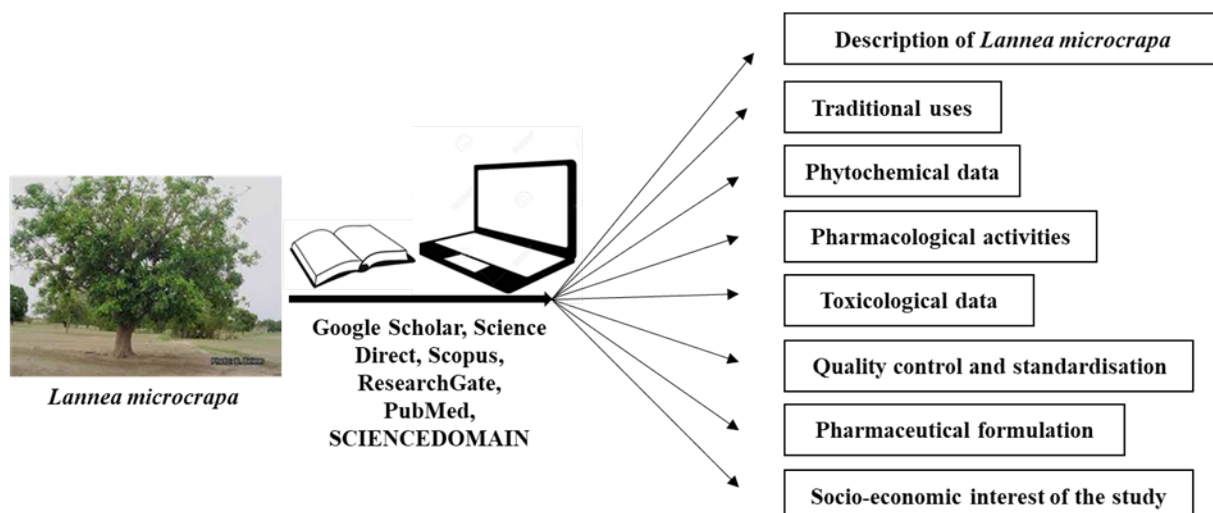 Description of Lannea microcrapa
Traditional uses
Phytochemical data
Pharmacological activities
Toxicological data
Quality control and standardisation
Pharmaceutical formulation
Socio-economic interest of the study
Lannea microcrapa
Google Scholar, Science
Direct, Scopus,
ResearchGate,
PubMed,
SCIENCEDOMAIN